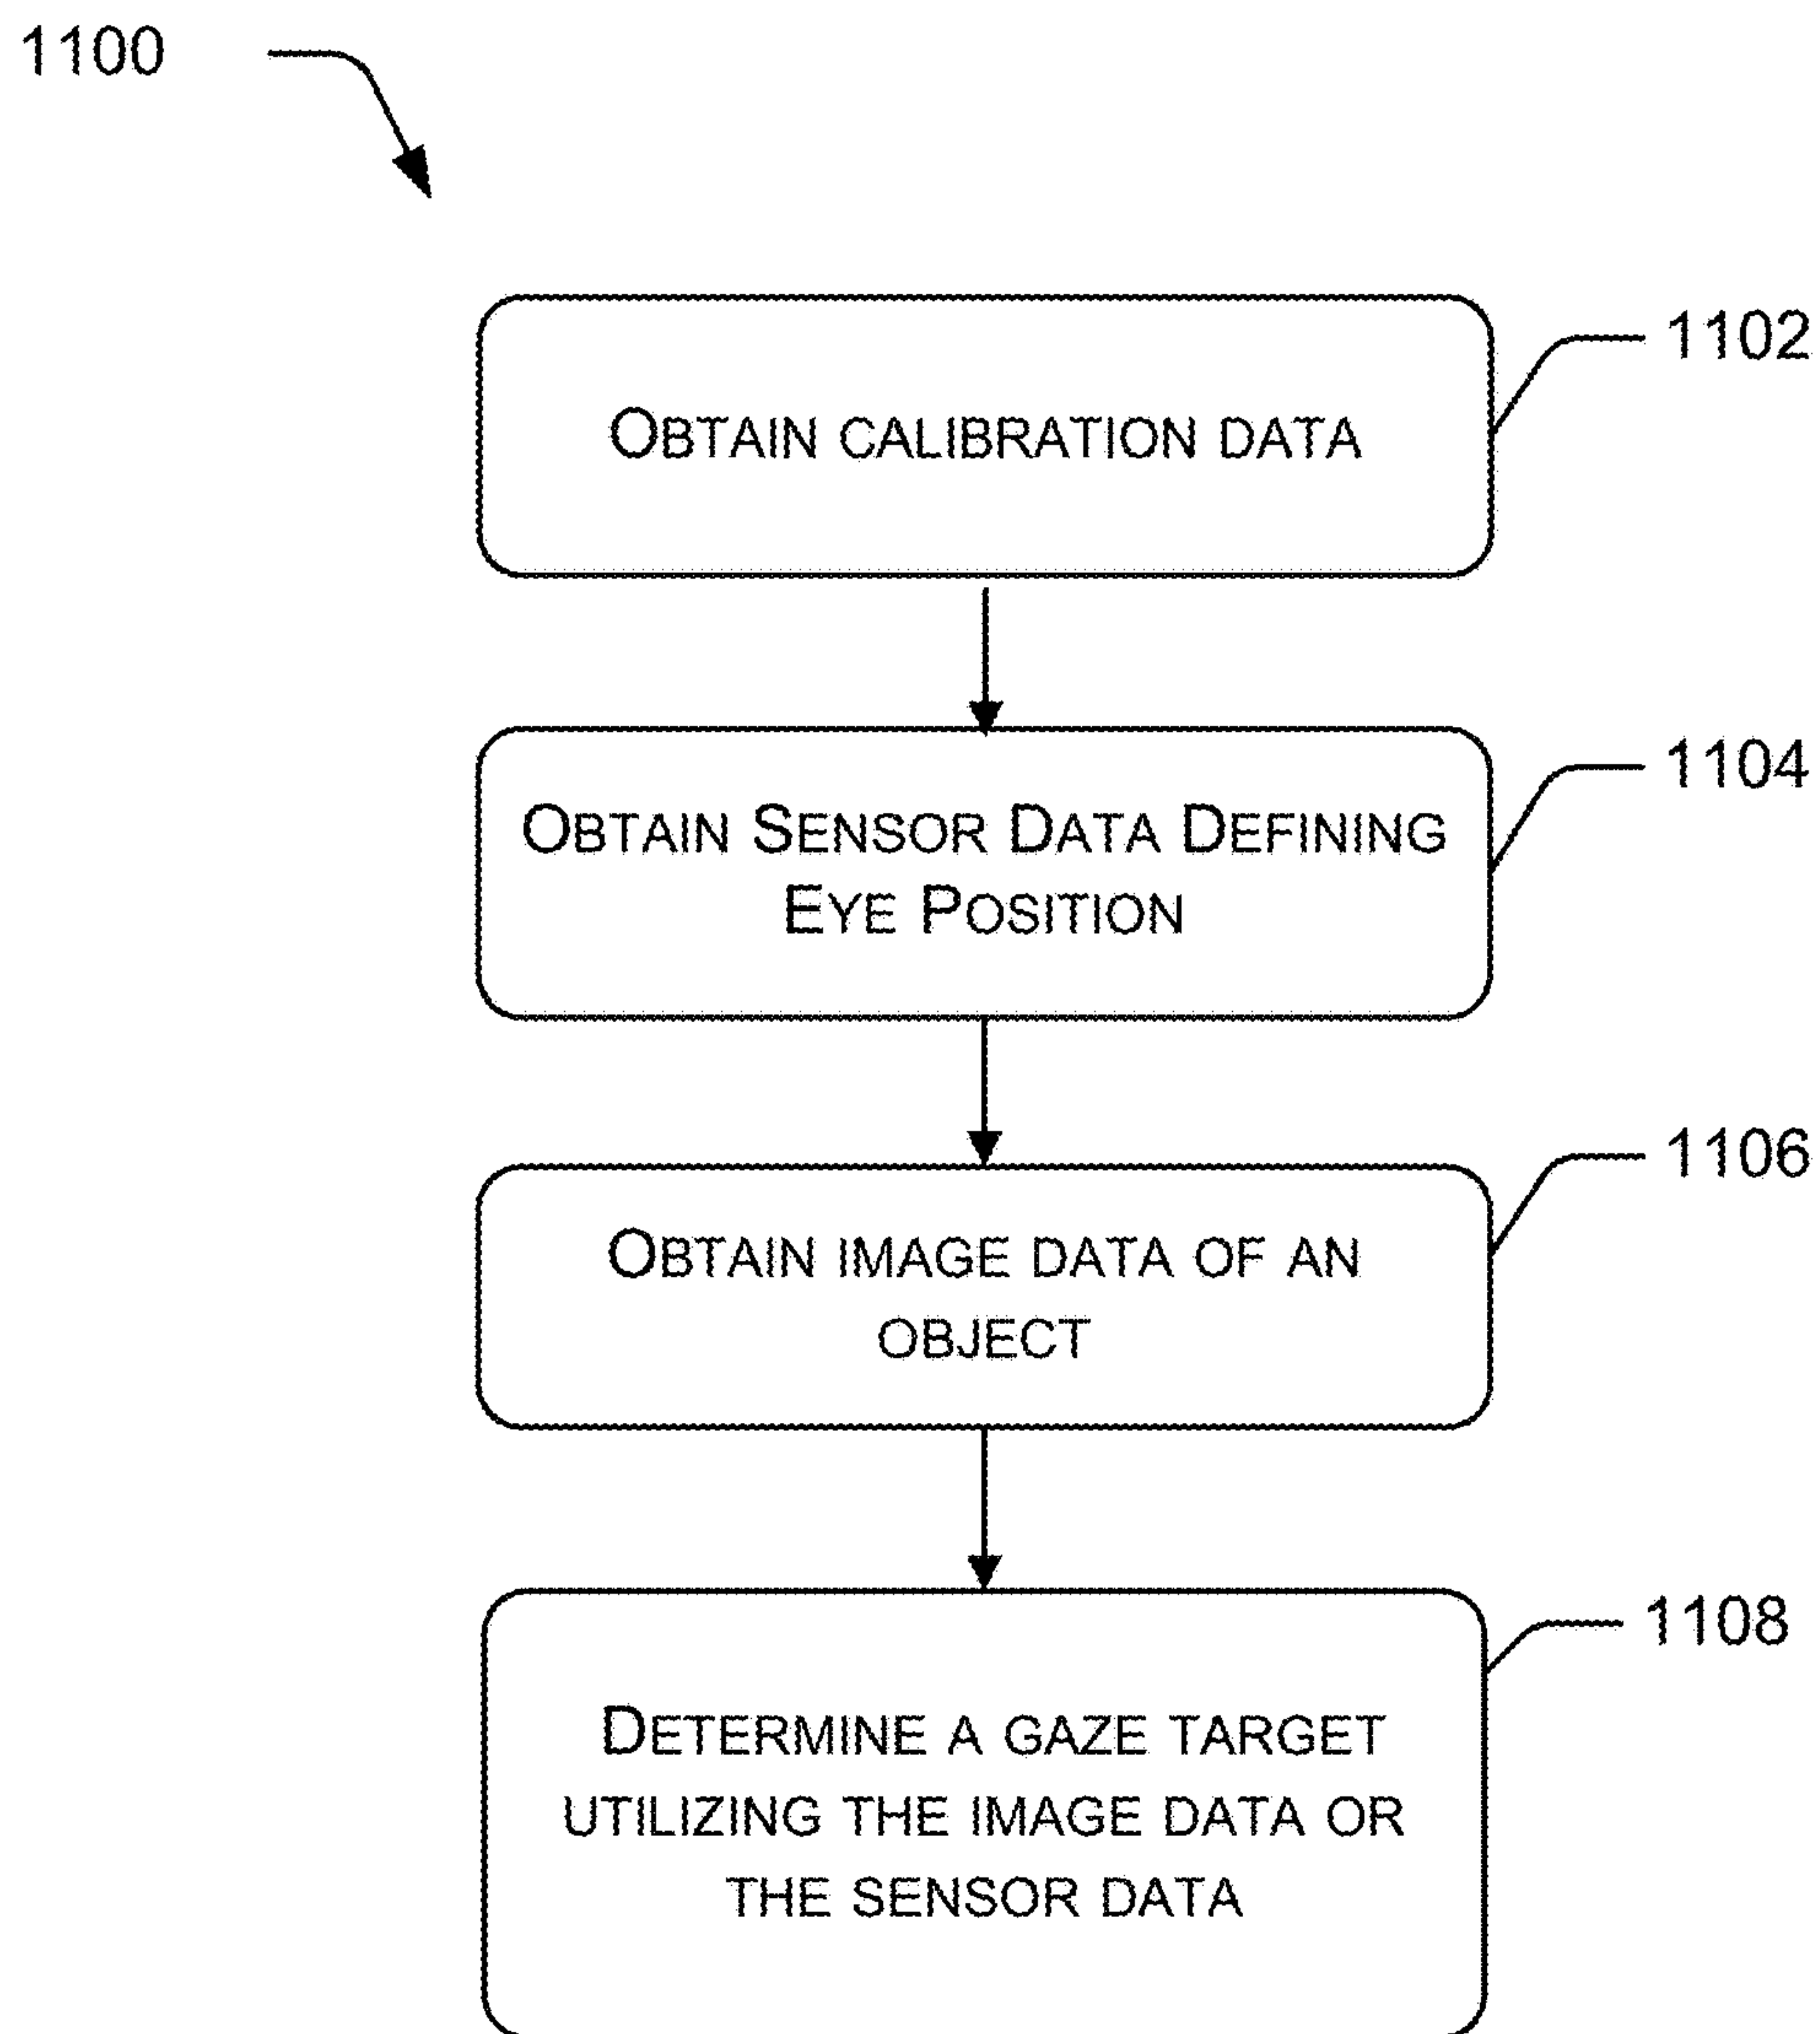 1100
1102
Obtain calibration data
1104
Obtain Sensor Data Defining
Eye Position
1106
Obtain image data of an
object
1108
Determine a gaze target
utilizing the image data or
the sensor data